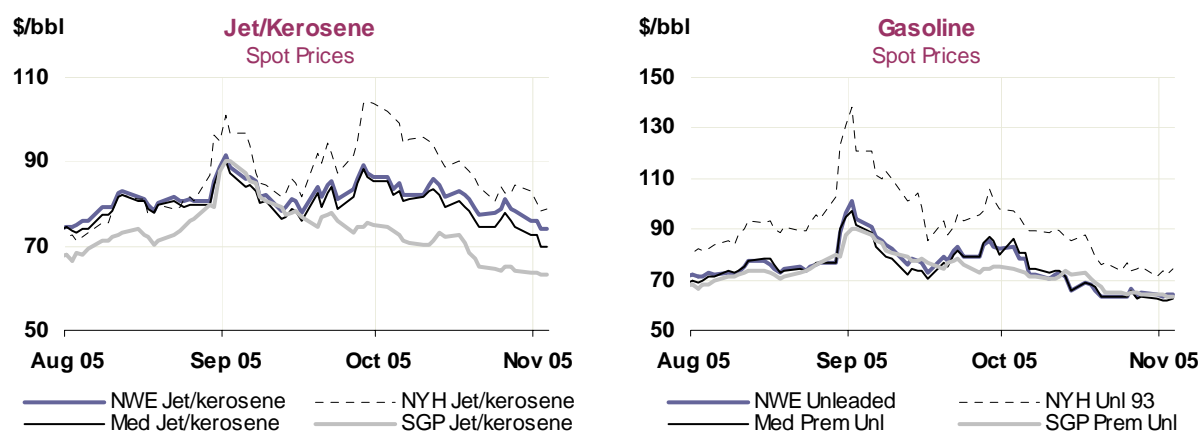 $/bbl
Jet/Kerosene
Spot Prices
110
90
70
50
Aug 05 Sep 05 Oct 05 Nov 05
NWE Jet/kerosene NYH Jet/kerosene
Med Jet/kerosene SGP Jet/kerosene
$/bbl
Gasoline
Spot Prices
150
130
110
90
70
50
Aug 05 Sep 05 Oct 05 Nov 05
NWE Unleaded NYH Unl 93
Med Prem Unl SGP Prem Unl